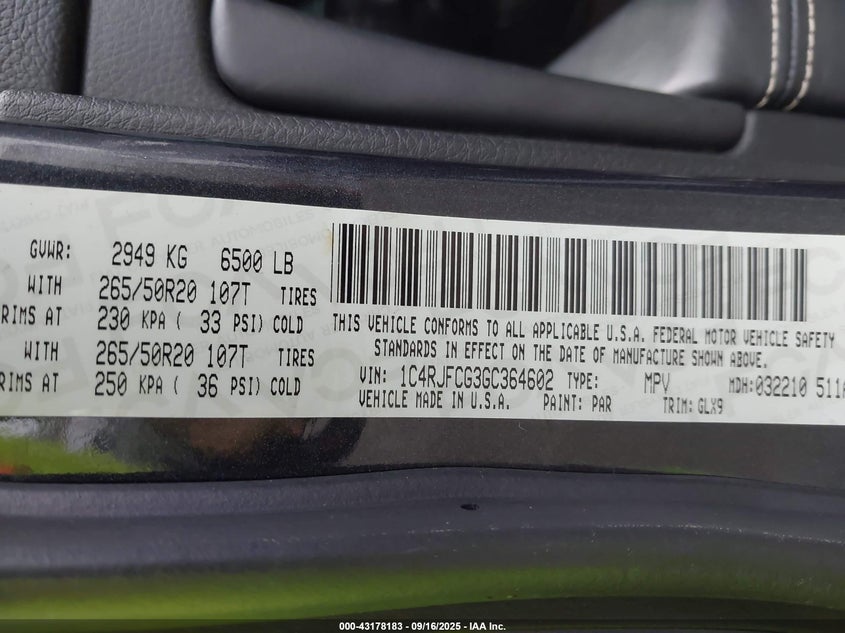 GVWR: 2949 KG 6500 LB
WITH 265/50R20 107T TIRES
RIMS AT 230 KPA ( 33 PSI) COLD
WITH 265/50R20 107T TIRES
RIMS AT 250 KPA ( 36 PSI) COLD
THIS VEHICLE CONFORMS TO ALL APPLICABLE U.S.A. FEDERAL MOTOR VEHICLE SAFETY
STANDARDS IN EFFECT ON THE DATE OF MANUFACTURE SHOWN ABOVE.
VIN: 1C4RJFCG3GC364602 TYPE: MPV MDH:032210 511A
VEHICLE MADE IN U.S.A. PAINT: PAR TRIM: GLX9
000-43178183 - 09/16/2025 - IAA Inc.